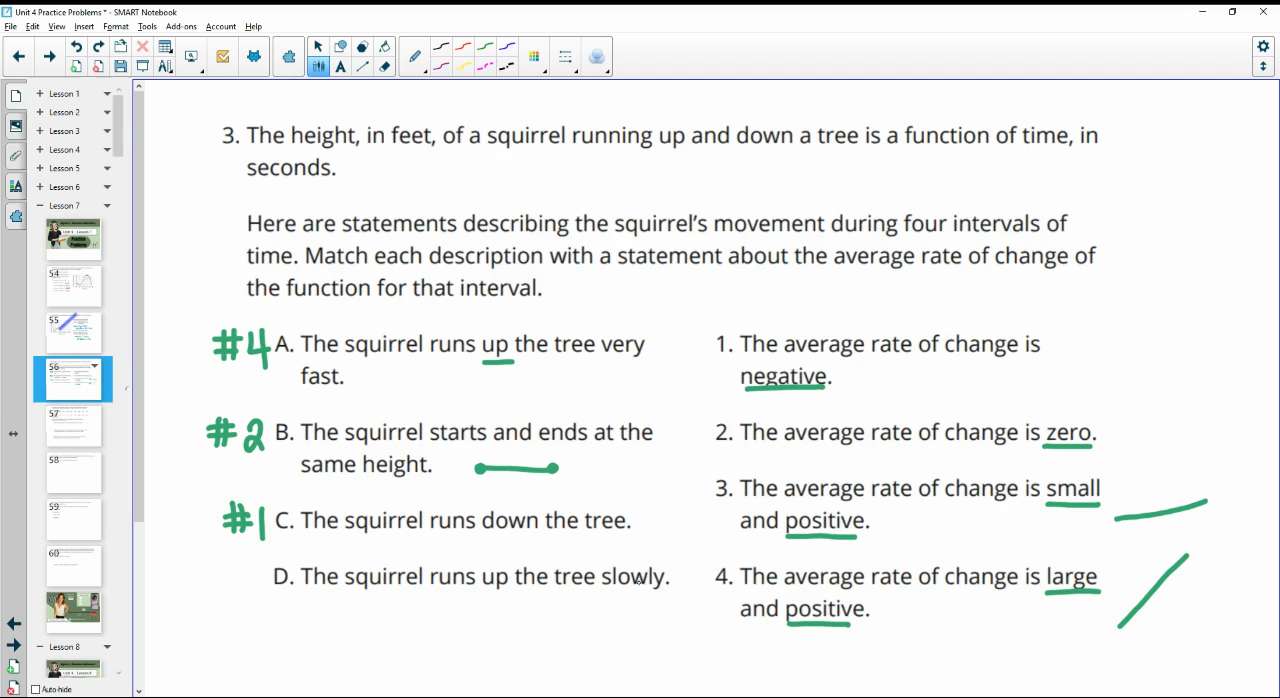 Unit 4 Practice Problems * - SMART Notebook
File Edit View Insert Format Tools Add-ons Account Help
Lesson 1
Lesson 2
Lesson 3
Lesson 4
Lesson 5
Lesson 6
Lesson 7
54
55
56
57
58
59
60
Lesson 8
Auto-hide
3. The height, in feet, of a squirrel running up and down a tree is a function of time, in
seconds.
Here are statements describing the squirrel's movement during four intervals of
time. Match each description with a statement about the average rate of change of
the function for that interval.
#4 A. The squirrel runs up the tree very
fast.
#2 B. The squirrel starts and ends at the
same height.
#1 C. The squirrel runs down the tree.
D. The squirrel runs up the tree slowly.
1. The average rate of change is
negative.
2. The average rate of change is zero.
3. The average rate of change is small
and positive.
4. The average rate of change is large
and positive.